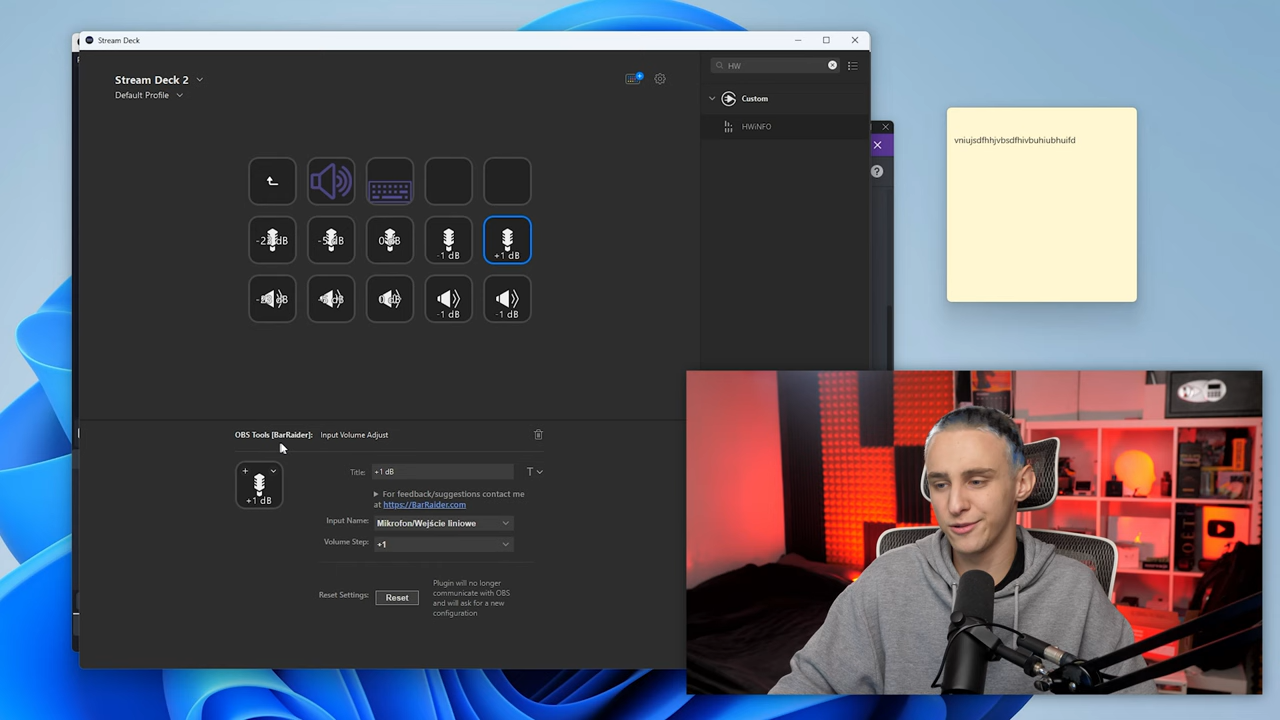 Stream Deck
Stream Deck 2
Default Profile
HW
Custom
HWiNFO
vniujsdfhhjvbsdfhivbuhiubhuifd
-1 dB
+1 dB
-1 dB
-1 dB
OBS Tools [BarRaider]: Input Volume Adjust
+1 dB
Title: +1 dB
T
For feedback/suggestions contact me
at https://BarRaider.com
Input Name: Mikrofon/Wejście liniowe
Volume Step: +1
Reset Settings: Reset
Plugin will no longer
communicate with OBS
and will ask for a new
configuration